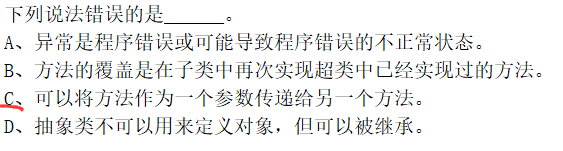 下列说法错误的是______。
A、异常是程序错误或可能导致程序错误的不正常状态。
B、方法的覆盖是在子类中再次实现超类中已经实现过的方法。
C、可以将方法作为一个参数传递给另一个方法。
D、抽象类不可以用来定义对象，但可以被继承。